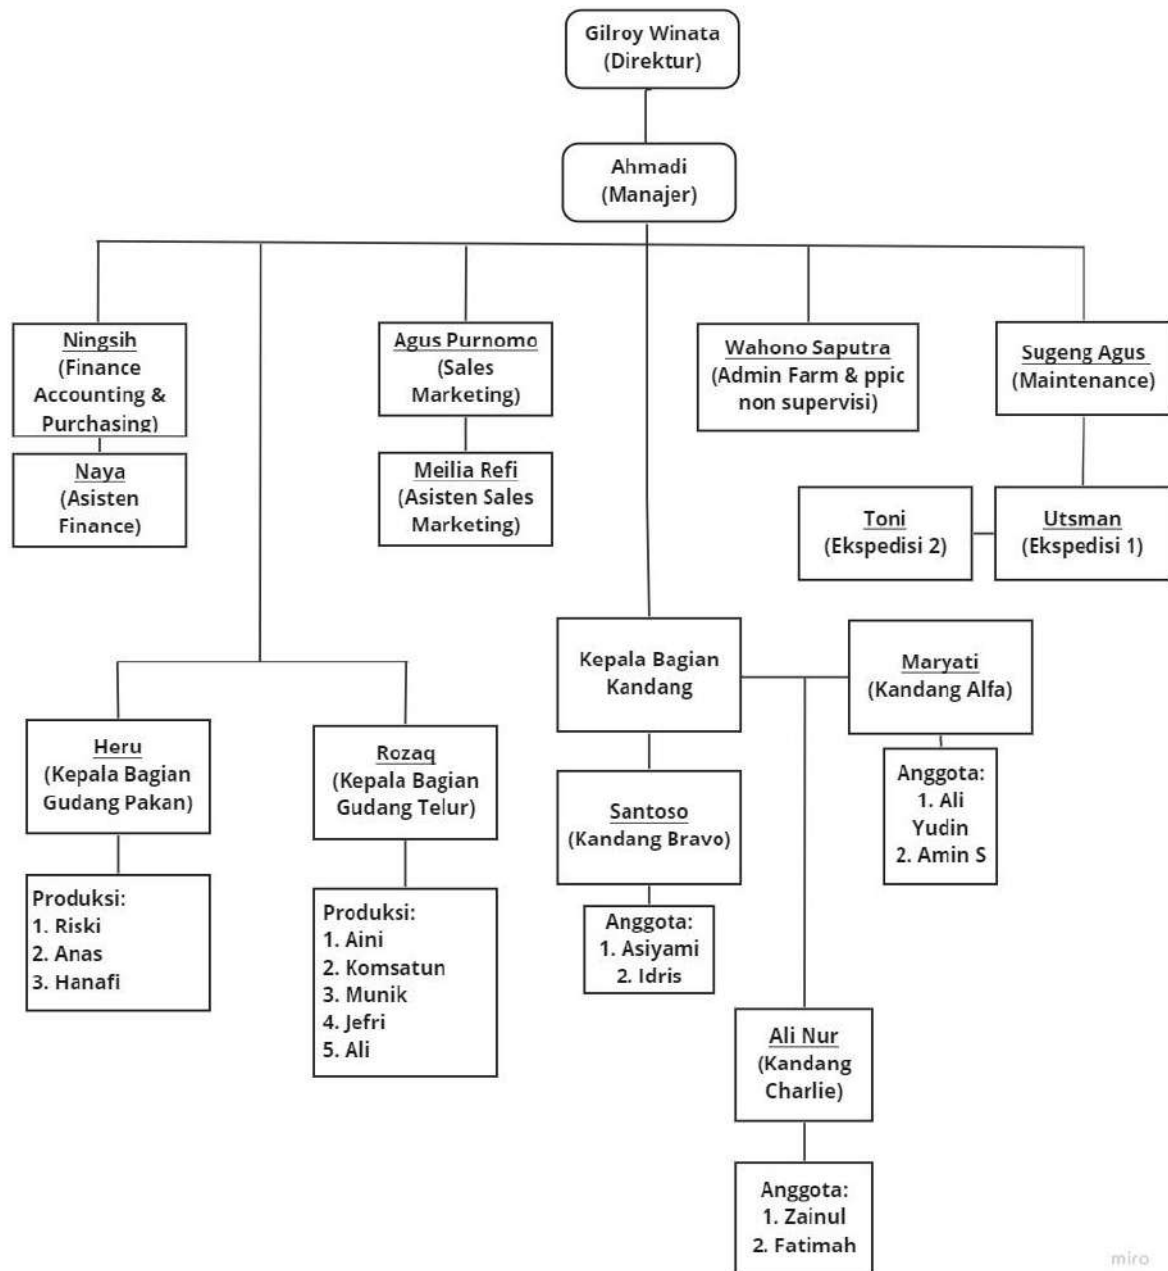 Gilroy Winata
(Direktur)
Ahmadi
(Manajer)
Ningsih
(Finance
Accounting &
Purchasing)
Naya
(Asisten
Finance)
Agus Purnomo
(Sales
Marketing)
Meilia Refi
(Asisten Sales
Marketing)
Wahono Saputra
(Admin Farm & ppic
non supervisi)
Sugeng Agus
(Maintenance)
Toni
(Ekspedisi 2)
Utsman
(Ekspedisi 1)
Heru
(Kepala Bagian
Gudang Pakan)
Produksi:
1. Riski
2. Anas
3. Hanafi
Rozaq
(Kepala Bagian
Gudang Telur)
Produksi:
1. Aini
2. Komsatun
3. Munik
4. Jefri
5. Ali
Kepala Bagian
Kandang
Santoso
(Kandang Bravo)
Anggota:
1. Asiyami
2. Idris
Maryati
(Kandang Alfa)
Anggota:
1. Ali
Yudin
2. Amin S
Ali Nur
(Kandang
Charlie)
Anggota:
1. Zainul
2. Fatimah
miro